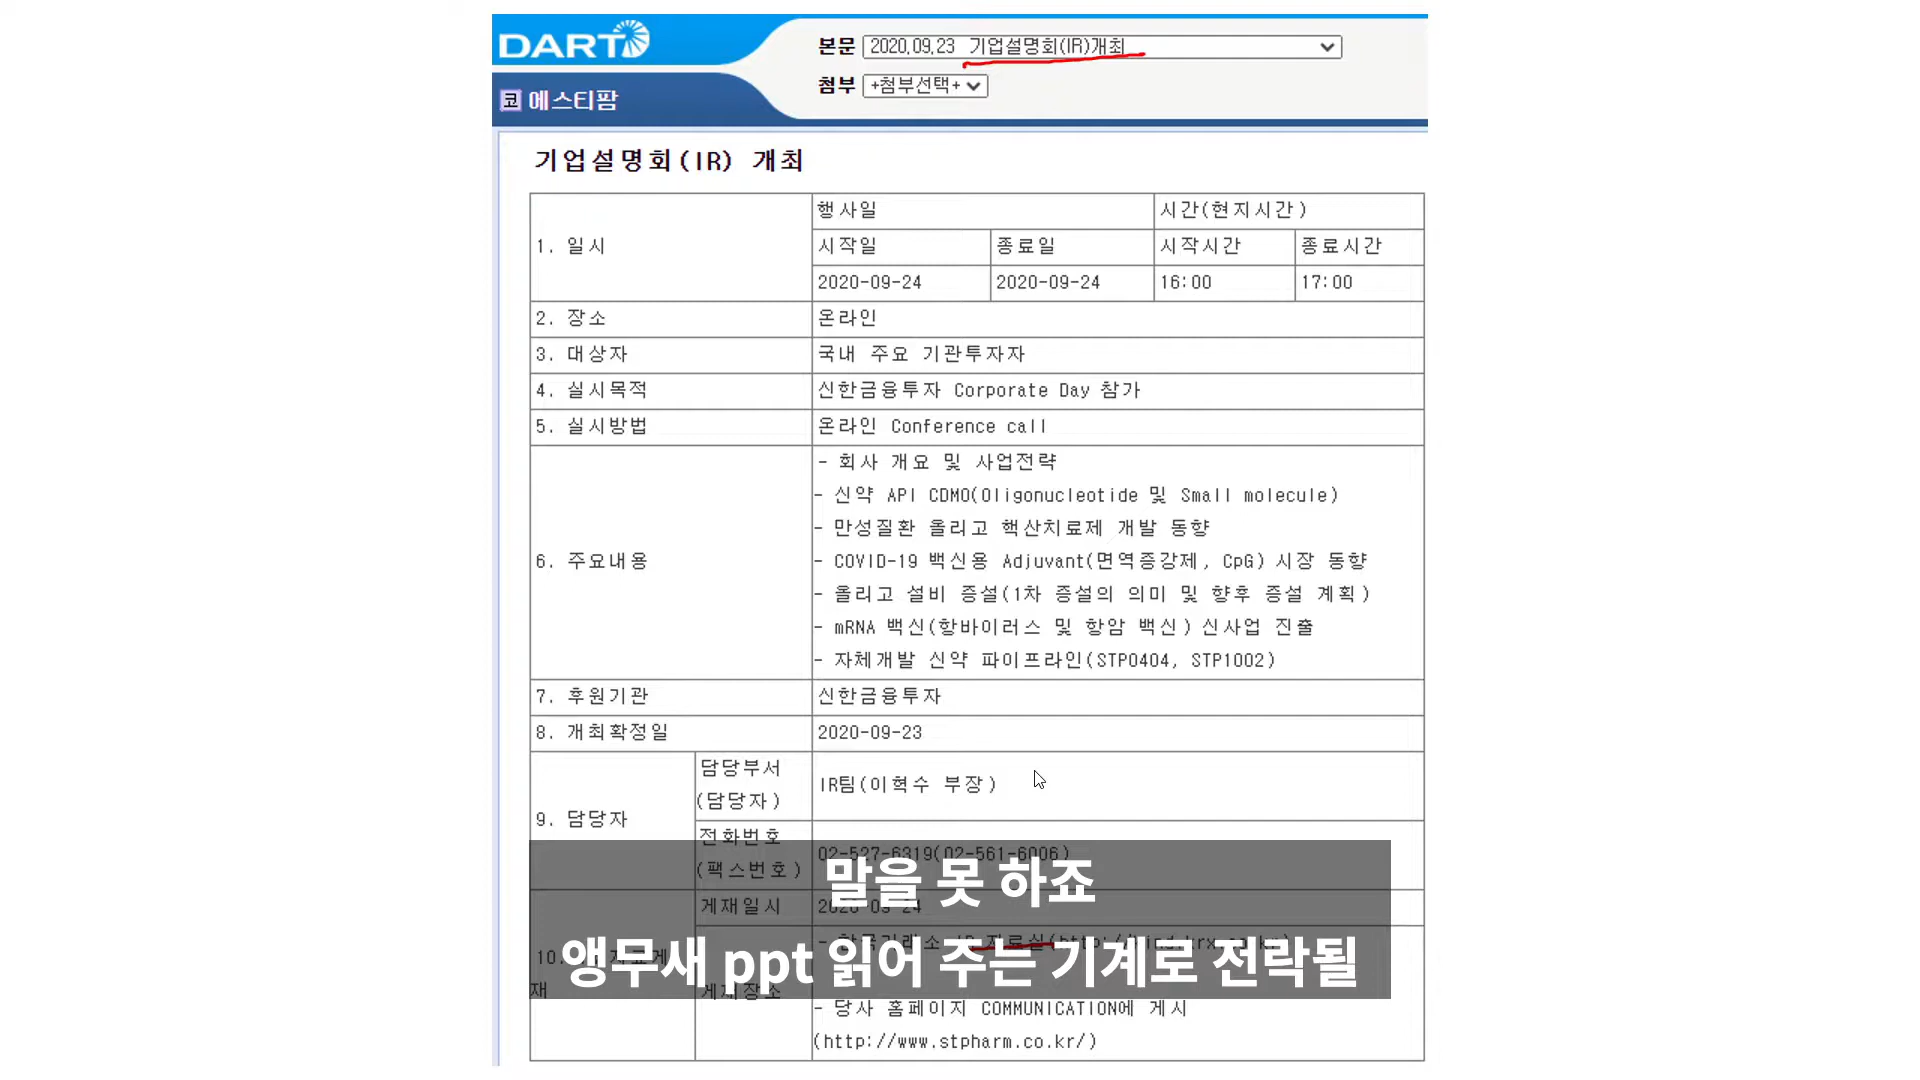 DART
본문 2020.09.23 기업설명회(IR)개최
첨부 +첨부선택+
코 에스티팜
기업설명회(IR) 개최
1. 일시
행사일 시간(현지시간)
시작일 종료일 시작시간 종료시간
2020-09-24 2020-09-24 16:00 17:00
2. 장소 온라인
3. 대상자 국내 주요 기관투자자
4. 실시목적 신한금융투자 Corporate Day 참가
5. 실시방법 온라인 Conference call
6. 주요내용
- 회사 개요 및 사업전략
- 신약 API CDMO(Oligonucleotide 및 Small molecule)
- 만성질환 올리고 핵산치료제 개발 동향
- COVID-19 백신용 Adjuvant(면역증강제, CpG) 시장 동향
- 올리고 설비 증설(1차 증설의 의미 및 향후 증설 계획)
- mRNA 백신(항바이러스 및 항암 백신) 신사업 진출
- 자체개발 신약 파이프라인(STP0404, STP1002)
7. 후원기관 신한금융투자
8. 개최확정일 2020-09-23
9. 담당자
담당부서
(담당자) IR팀(이혁수 부장)
전화번호
(팩스번호) 02-527-6319(02-561-6006)
게재일시 2020-09-24
10.
재
게재장소
- 한국거래소 IR 자료실
- 당사 홈페이지 COMMUNICATION에 게시
(http://www.stpharm.co.kr/)
말을 못 하죠
앵무새 ppt 읽어 주는 기계로 전락될